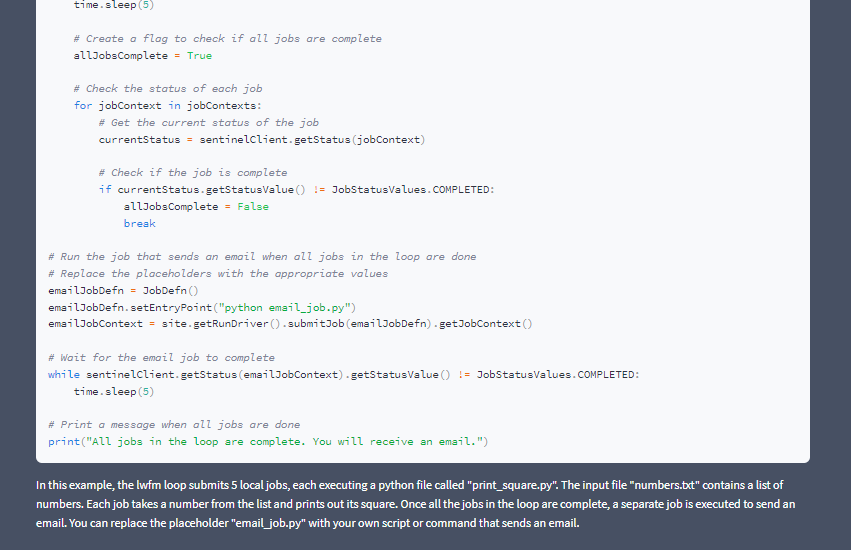 time.sleep(5)
# Create a flag to check if all jobs are complete
allJobsComplete = True
# Check the status of each job
for jobContext in jobContexts:
# Get the current status of the job
currentStatus = sentinelClient.getStatus(jobContext)
# Check if the job is complete
if currentStatus.getStatusValue() != JobStatusValues.COMPLETED:
allJobsComplete = False
break
# Run the job that sends an email when all jobs in the loop are done
# Replace the placeholders with the appropriate values
emailJobDefn = JobDefn()
emailJobDefn.setEntryPoint("python email_job.py")
emailJobContext = site.getRunDriver().submitJob(emailJobDefn).getJobContext()
# Wait for the email job to complete
while sentinelClient.getStatus(emailJobContext).getStatusValue() != JobStatusValues.COMPLETED:
time.sleep(5)
# Print a message when all jobs are done
print("All jobs in the loop are complete. You will receive an email.")
In this example, the lwfm loop submits 5 local jobs, each executing a python file called "print_square.py". The input file "numbers.txt" contains a list of
numbers. Each job takes a number from the list and prints out its square. Once all the jobs in the loop are complete, a separate job is executed to send an
email. You can replace the placeholder "email_job.py" with your own script or command that sends an email.